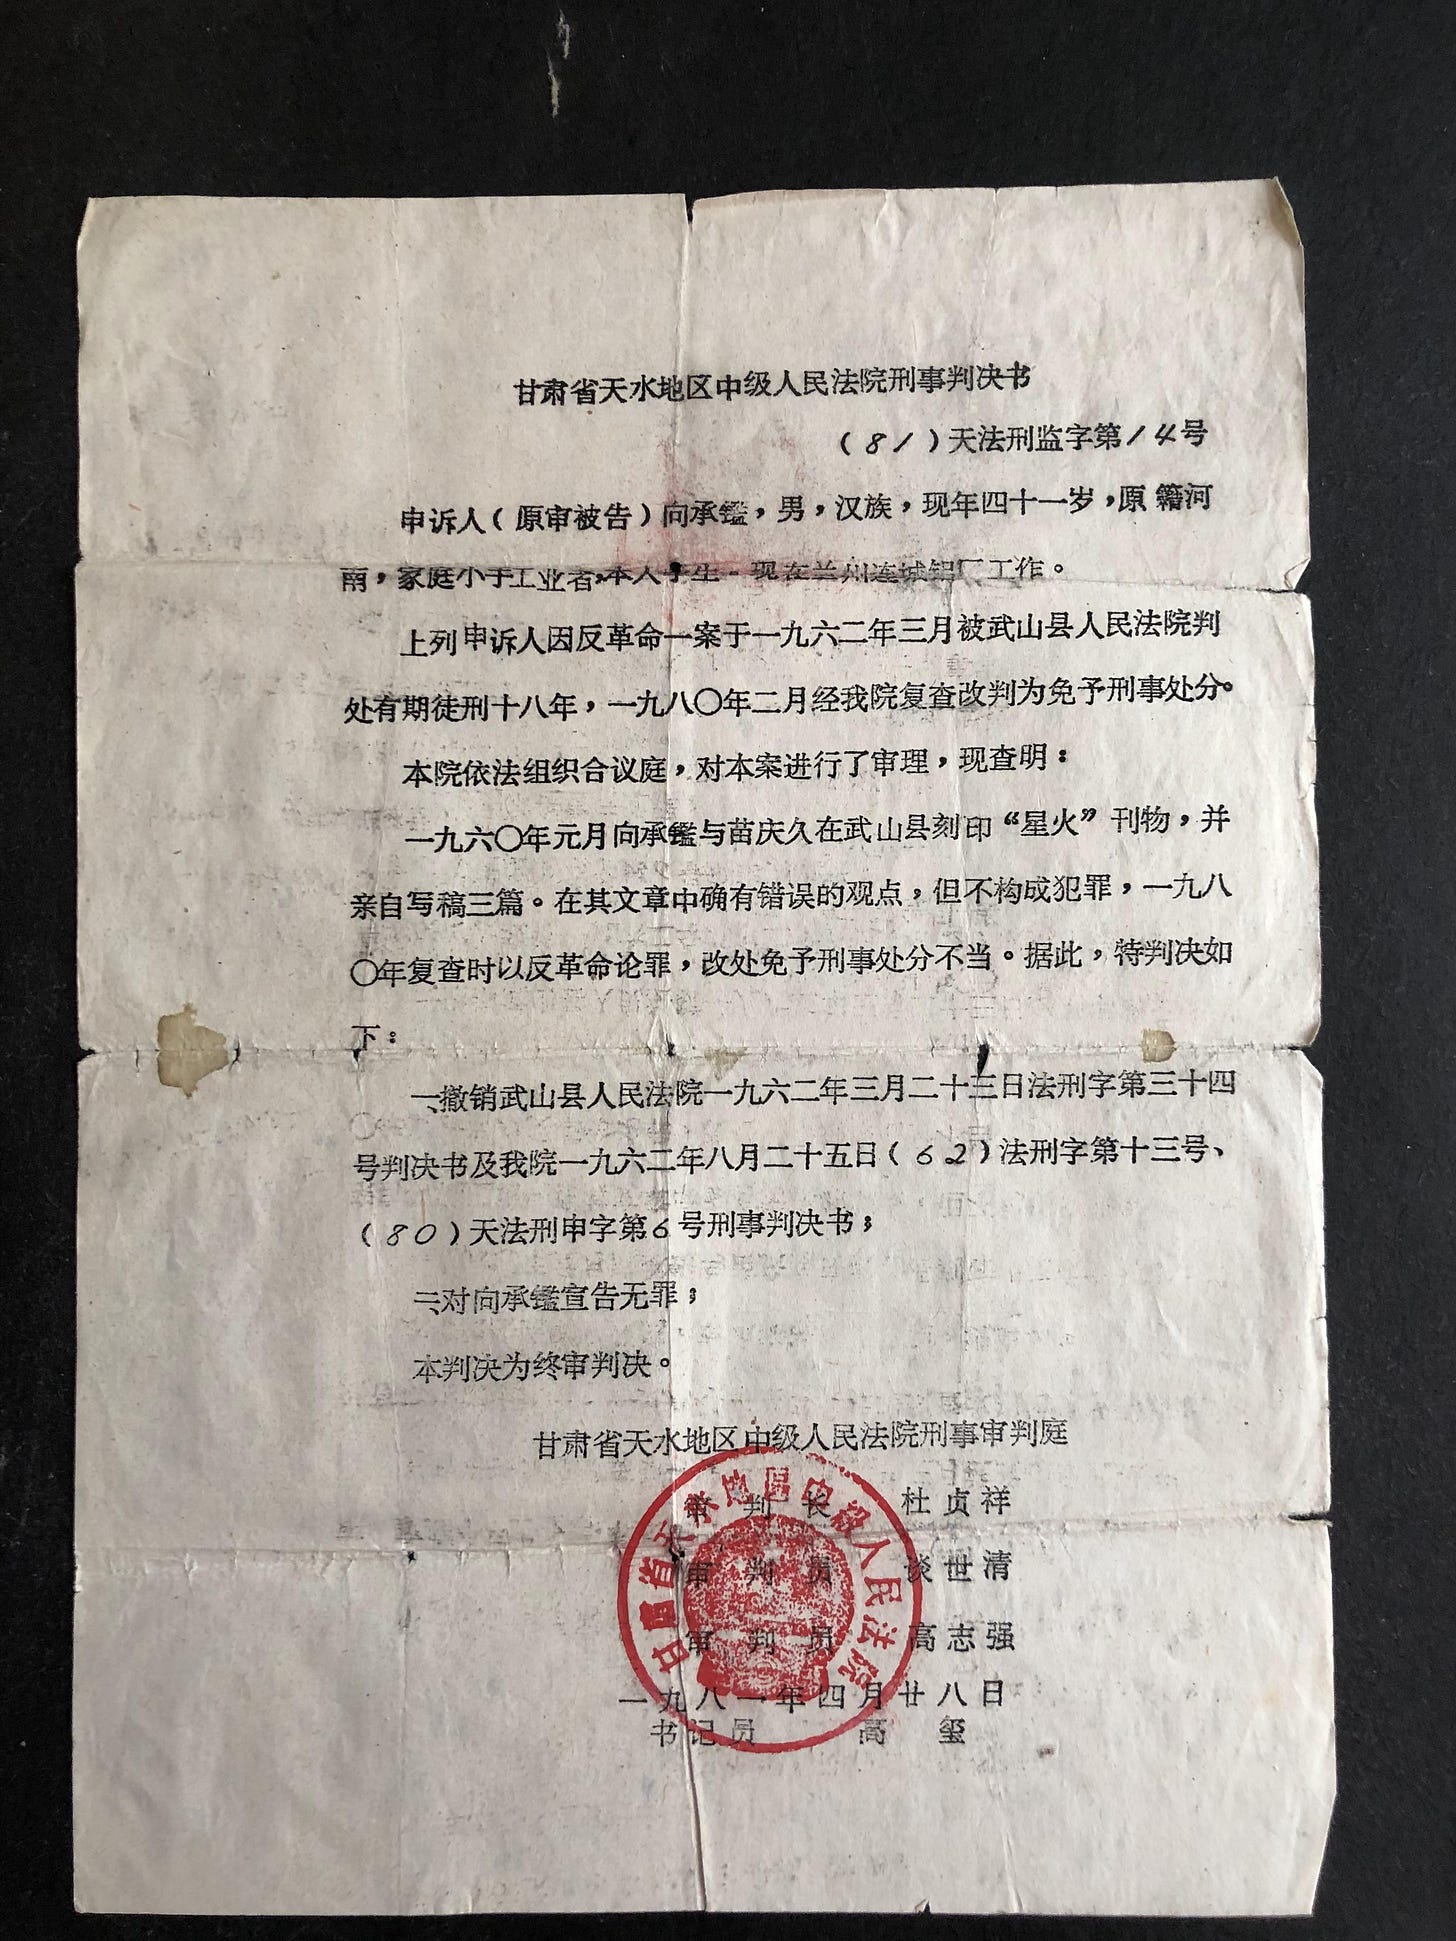 甘肃省天水地区中级人民法院刑事判决书
（81）天法刑监字第14号
申诉人（原审被告）向承鑑，男，汉族，现年四十一岁，原籍河
南，家庭小手工业者，本人学生。现在兰州连城铝厂工作。
上列申诉人因反革命一案于一九六二年三月被武山县人民法院判
处有期徒刑十八年，一九八〇年二月经我院复查改判为免予刑事处分。
本院依法组织合议庭，对本案进行了审理，现查明：
一九六〇年元月向承鑑与苗庆久在武山县刻印“星火”刊物，并
亲自写稿三篇。在其文章中确有错误的观点，但不构成犯罪，一九八
〇年复查时以反革命论罪，改处免予刑事处分不当。据此，特判决如
下：
一、撤销武山县人民法院一九六二年三月二十三日法刑字第三十四
号判决书及我院一九六二年八月二十五日（62）法刑字第十三号、
（80）天法刑申字第6号刑事判决书；
二、对向承鑑宣告无罪；
本判决为终审判决。
甘肃省天水地区中级人民法院刑事审判庭
审判长 杜贞祥
审判员 谈世清
审判员 高志强
一九八一年四月廿八日
书记员 高玺
甘肅省天水地區中级人民法院